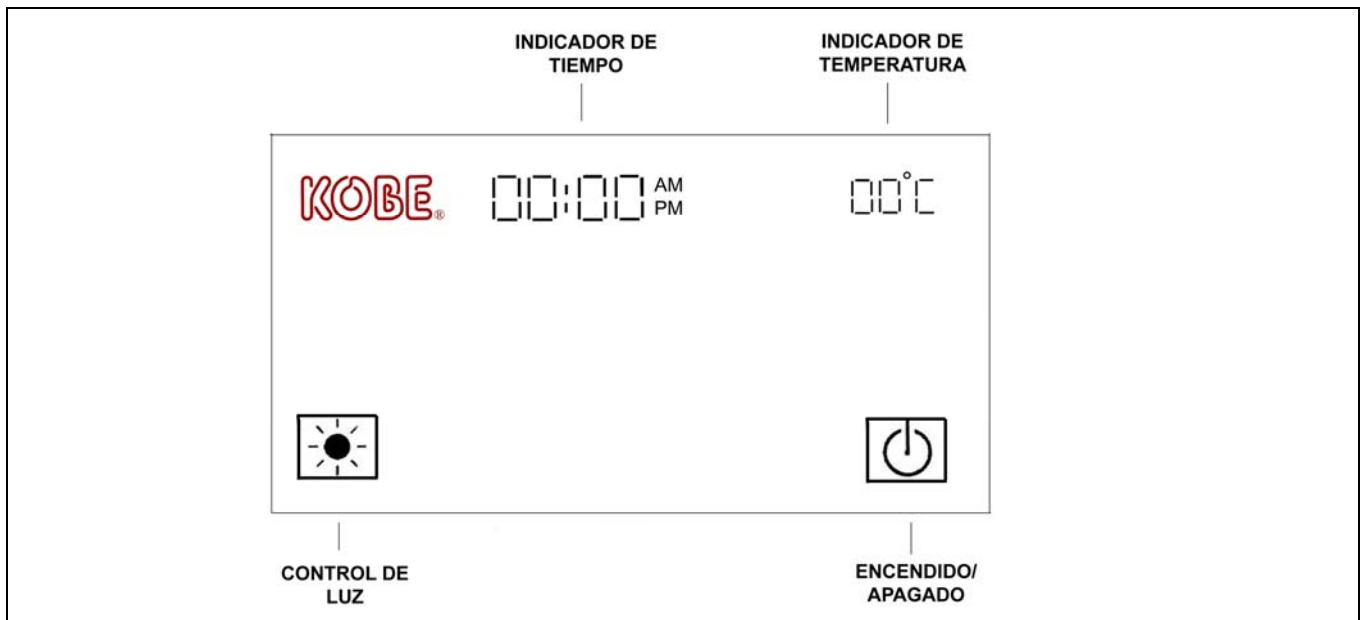 INDICADOR DE
TIEMPO
INDICADOR DE
TEMPERATURA
KOBE®
00:00 AM
PM
00°C
CONTROL DE
LUZ
ENCENDIDO/
APAGADO